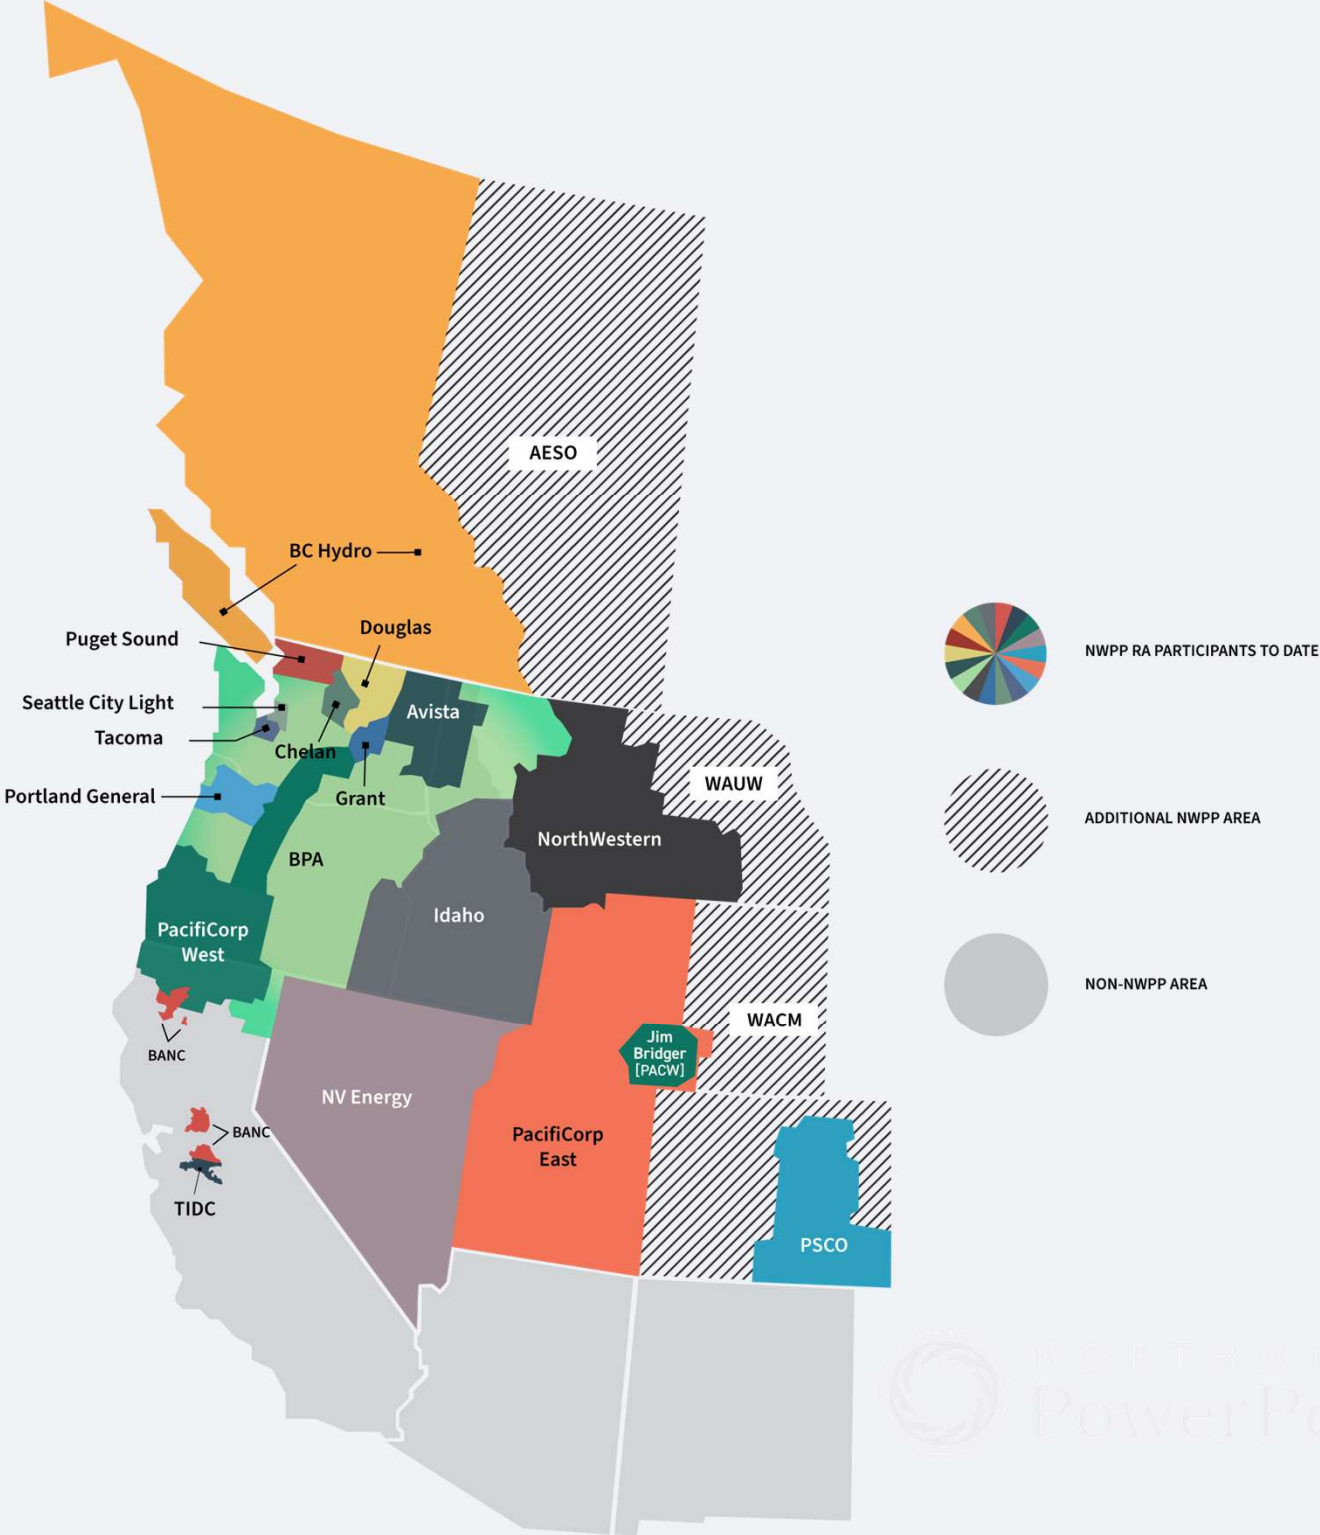 AESO
BC Hydro
Douglas
Puget Sound
NWPP RA PARTICIPANTS TO DATE
Seattle City Light
Avista
Tacoma
Chelan
WAUW
Portland General
Grant
ADDITIONAL NWPP AREA
NorthWestern
BPA
Idaho
PacifiCorp
West
NON-NWPP AREA
WACM
Jim
Bridger
[PACW]
BANC
NV Energy
BANC
PacifiCorp
East
TIDC
PSCO